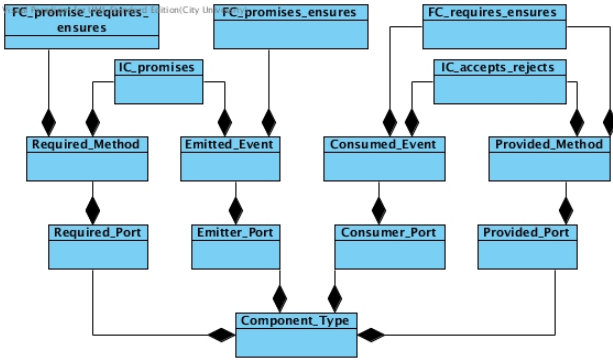 FC_promise_requires_
ensures
FC_promises_ensures
FC_requires_ensures
IC_promises
IC_accepts_rejects
Required_Method
Emitted_Event
Consumed_Event
Provided_Method
Required_Port
Emitter_Port
Consumer_Port
Provided_Port
Component_Type